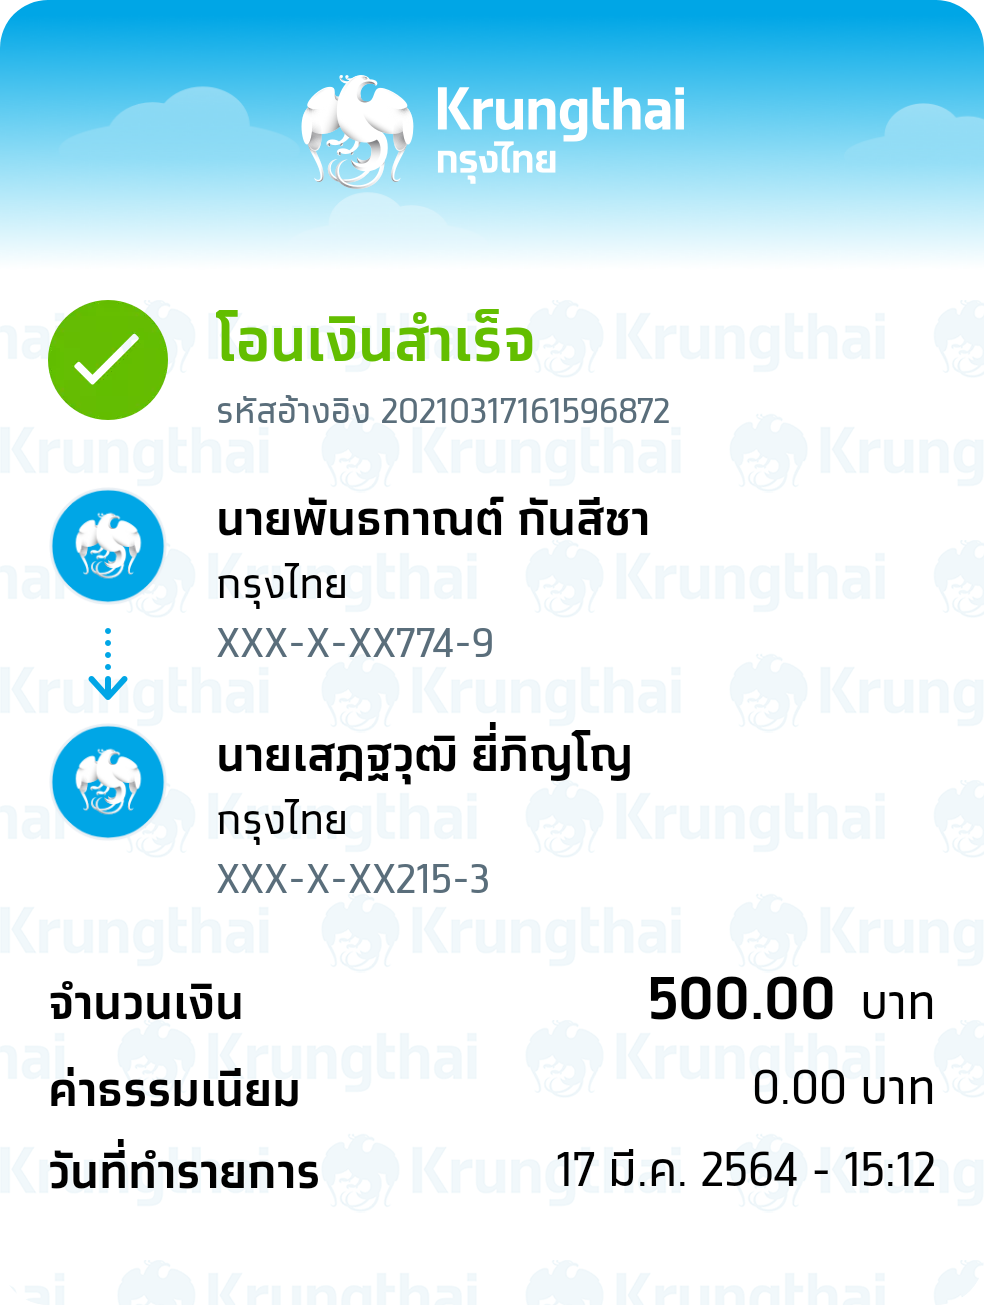 Krungthai
กรุงไทย
โอนเงินสำเร็จ
รหัสอ้างอิง 20210317161596872
นายพันธกาณต์ กันสีชา
กรุงไทย
XXX-X-XX774-9
นายเสฎฐวุฒิ ยี่ภิญโญ
กรุงไทย
XXX-X-XX215-3
จำนวนเงิน 500.00 บาท
ค่าธรรมเนียม 0.00 บาท
วันที่ทำรายการ 17 มี.ค. 2564 - 15:12